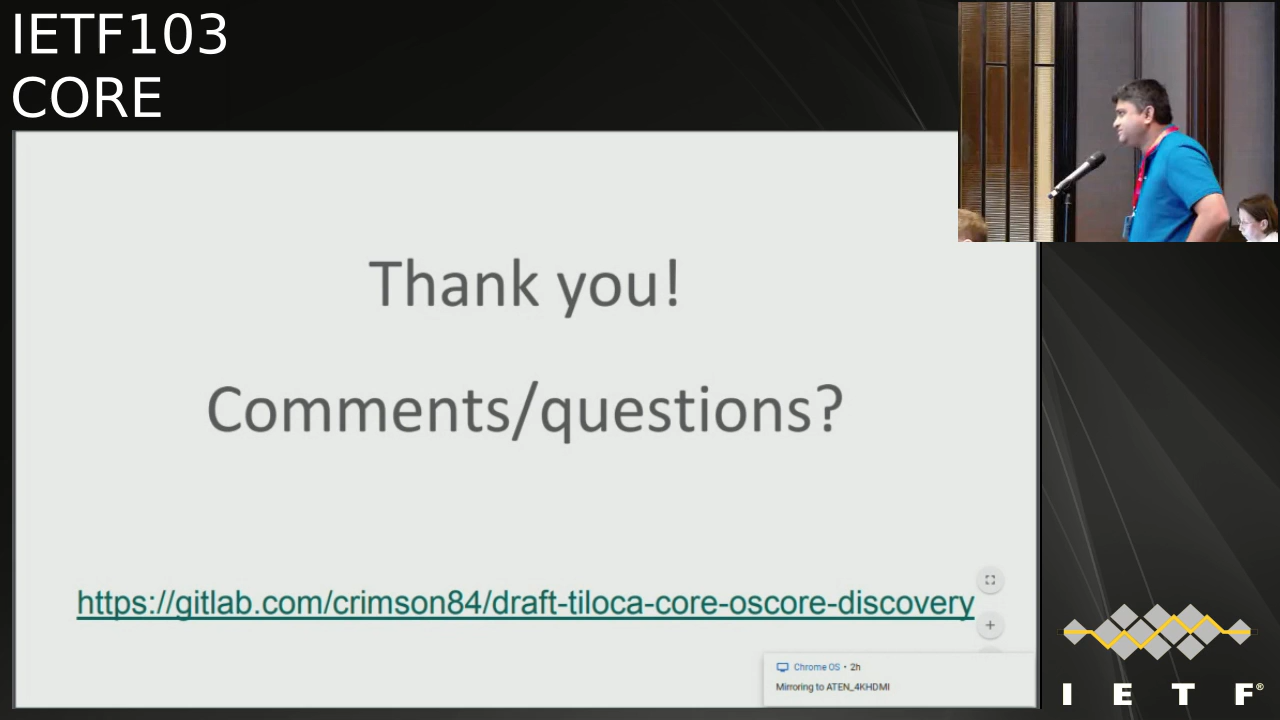 IETF103
CORE
Thank you!
Comments/questions?
https://gitlab.com/crimson84/draft-tiloca-core-oscore-discovery
Chrome OS • 2h
Mirroring to ATEN_4KHDMI
I E T F®